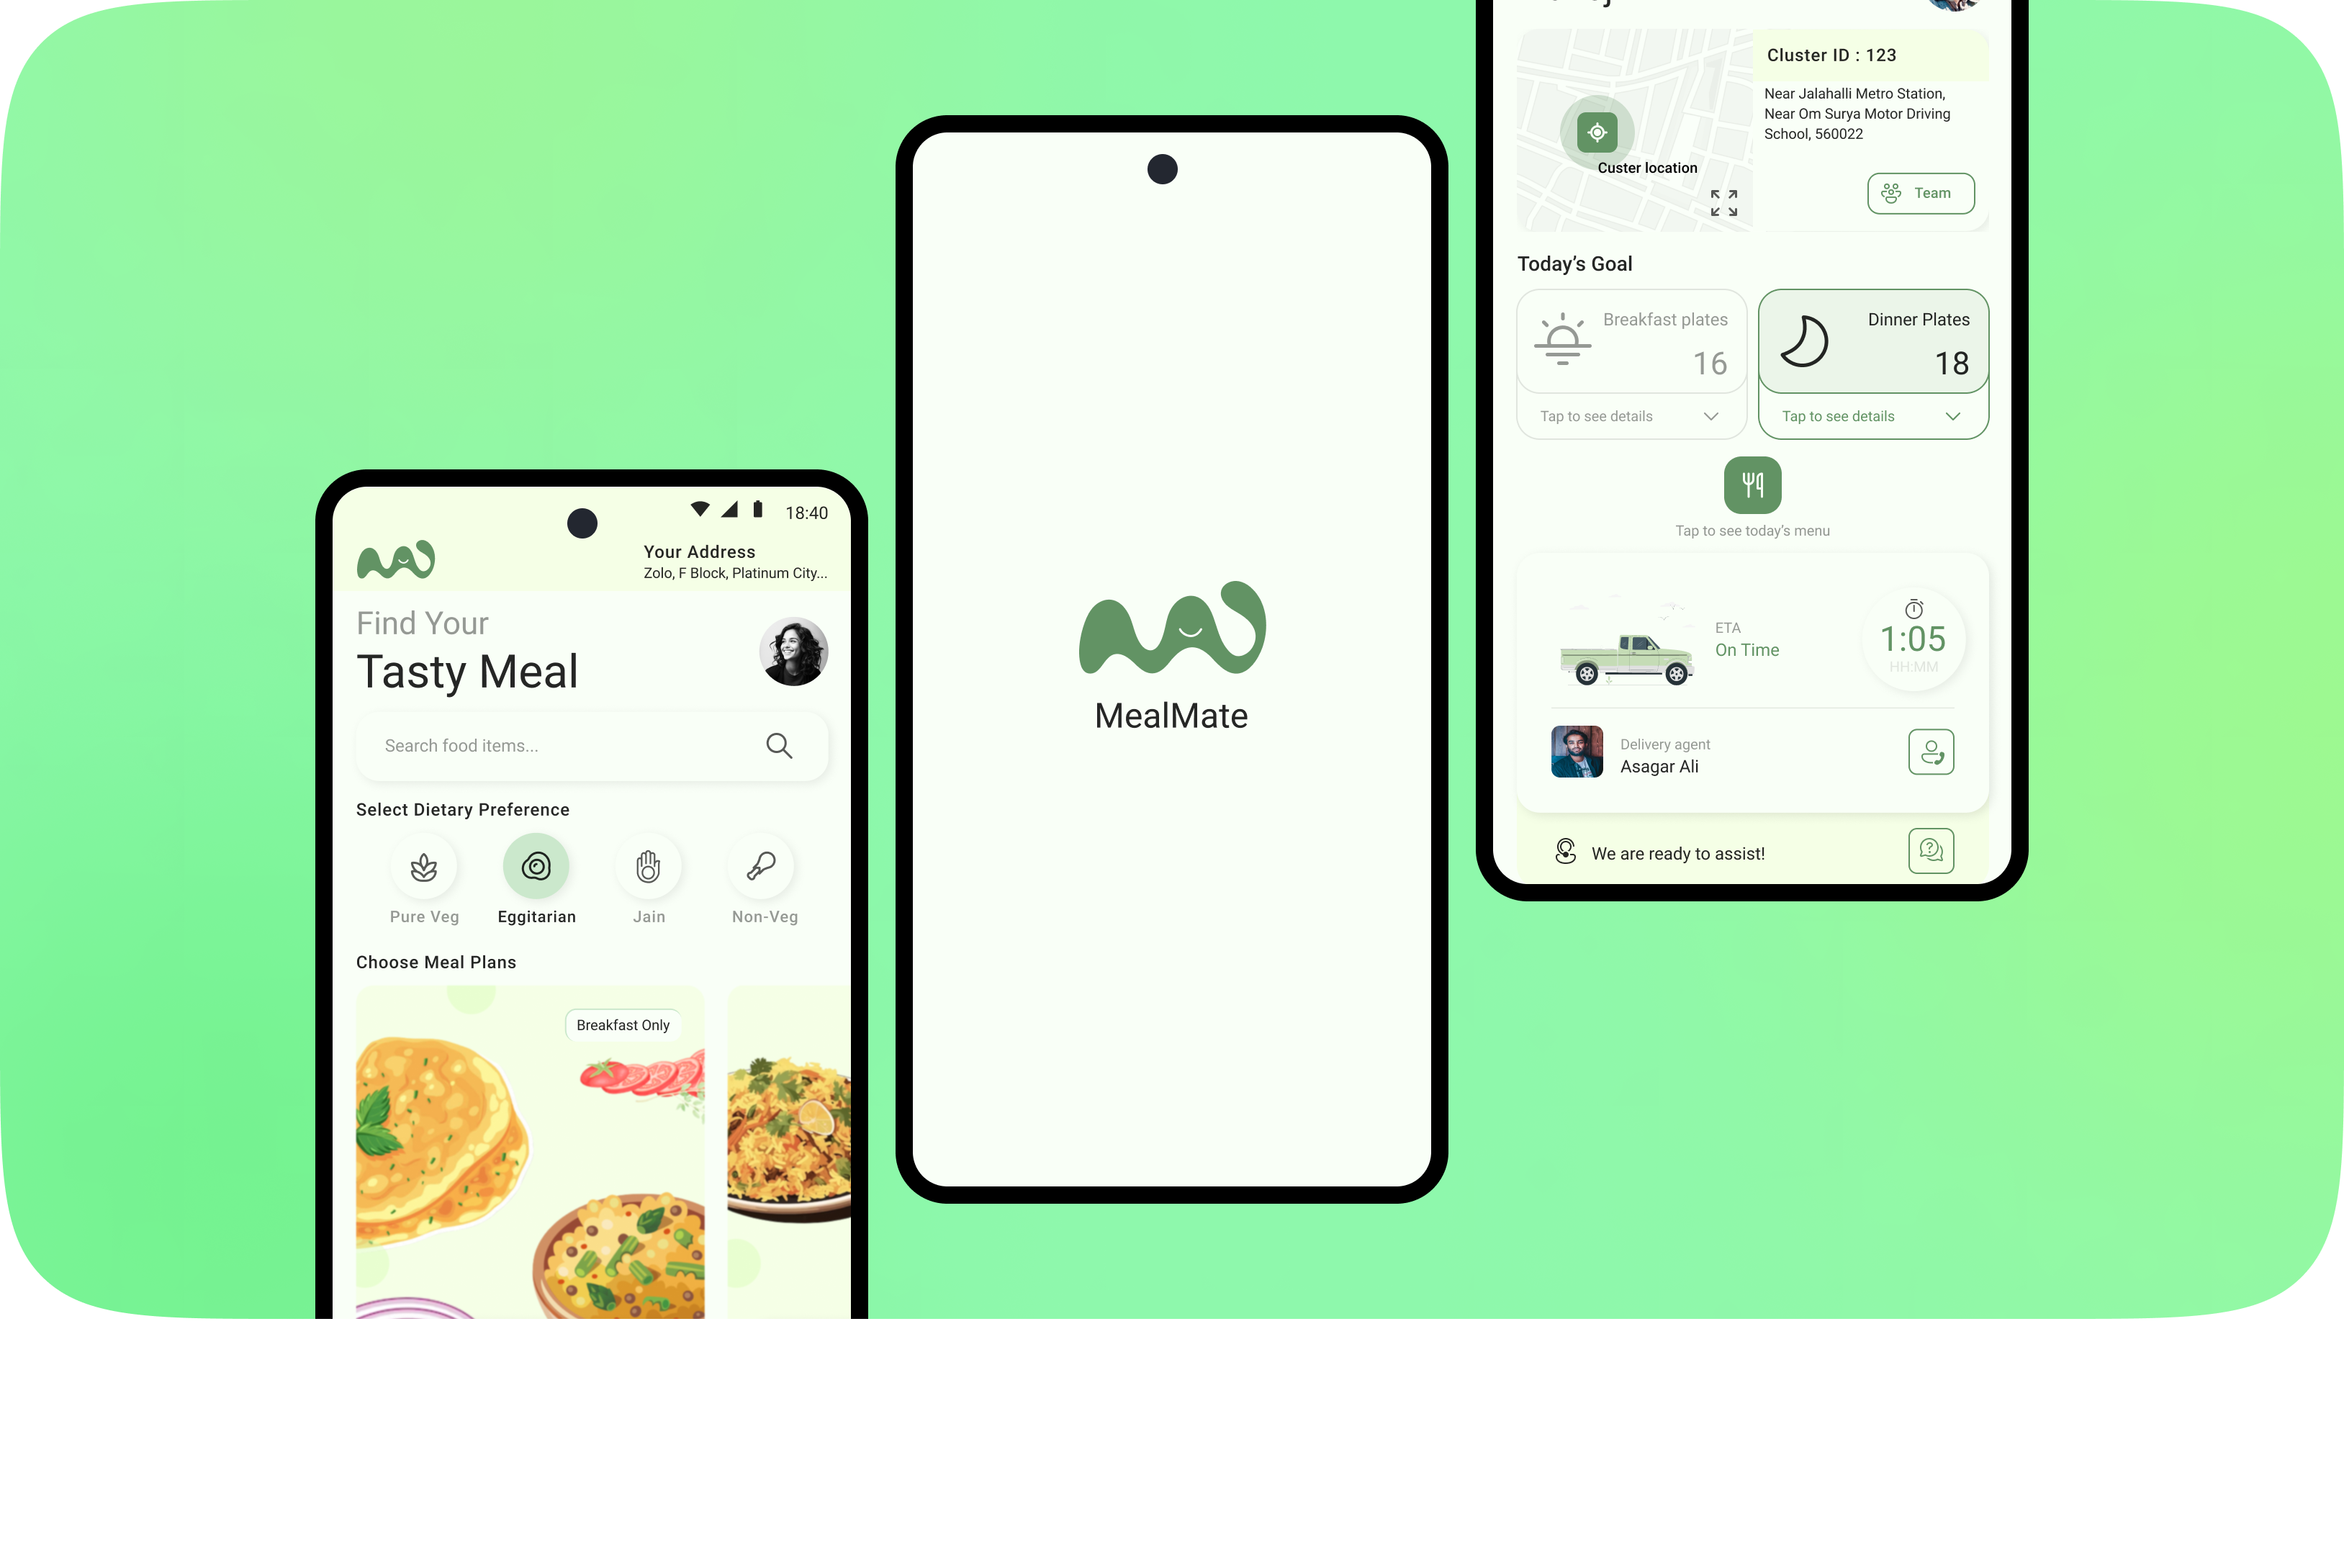 18:40
Your Address
Zolo, F Block, Platinum City...
Find Your
Tasty Meal
Search food items...
Select Dietary Preference
Pure Veg
Eggitarian
Jain
Non-Veg
Choose Meal Plans
Breakfast Only
MealMate
Cluster ID : 123
Near Jalahalli Metro Station,
Near Om Surya Motor Driving
School, 560022
Custer location
Team
Today’s Goal
Breakfast plates
16
Tap to see details
Dinner Plates
18
Tap to see details
Tap to see today’s menu
ETA
On Time
1:05
HH:MM
Delivery agent
Asagar Ali
We are ready to assist!